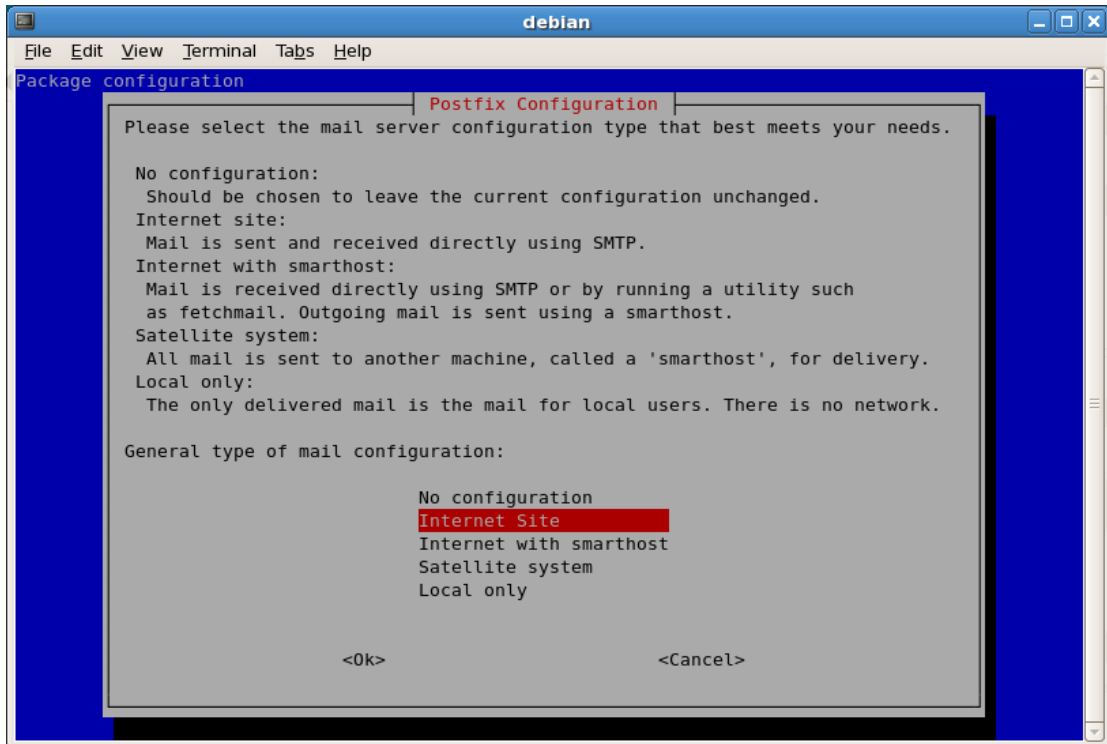 debian
File Edit View Terminal Tabs Help
Package configuration
Postfix Configuration
Please select the mail server configuration type that best meets your needs.
No configuration:
Should be chosen to leave the current configuration unchanged.
Internet site:
Mail is sent and received directly using SMTP.
Internet with smarthost:
Mail is received directly using SMTP or by running a utility such
as fetchmail. Outgoing mail is sent using a smarthost.
Satellite system:
All mail is sent to another machine, called a 'smarthost', for delivery.
Local only:
The only delivered mail is the mail for local users. There is no network.
General type of mail configuration:
No configuration
Internet Site
Internet with smarthost
Satellite system
Local only
<Ok> <Cancel>